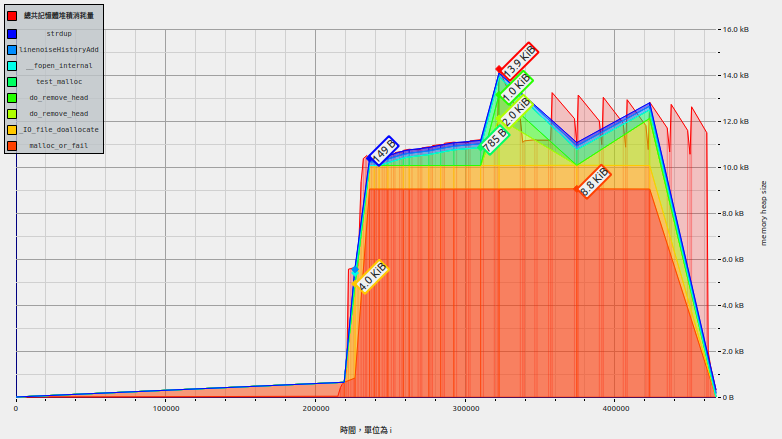 總共記憶體堆積消耗量
strdup
linenoiseHistoryAdd
__fopen_internal
test_malloc
do_remove_head
do_remove_head
_IO_file_doallocate
malloc_or_fail
16.0 kB
14.0 kB
12.0 kB
10.0 kB
8.0 kB
6.0 kB
4.0 kB
2.0 kB
0 B
memory heap size
13.9 KiB
1.0 KiB
2.0 KiB
785 B
149 B
8.8 KiB
4.0 KiB
0
100000
200000
300000
400000
時間，單位為 i